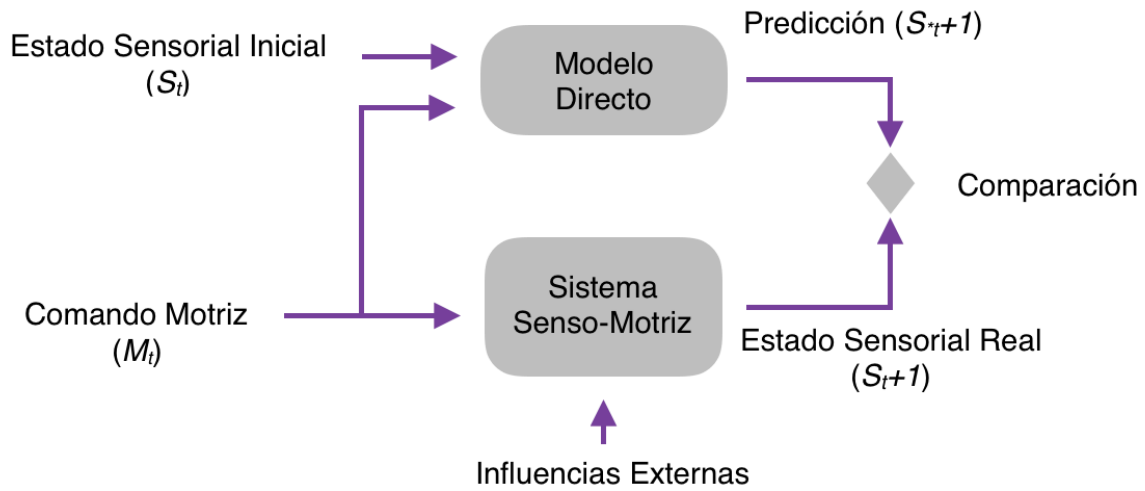 Estado Sensorial Inicial
(St)
Modelo
Directo
Predicción (S*t+1)
Comparación
Comando Motriz
(Mt)
Sistema
Senso-Motriz
Estado Sensorial Real
(St+1)
Influencias Externas